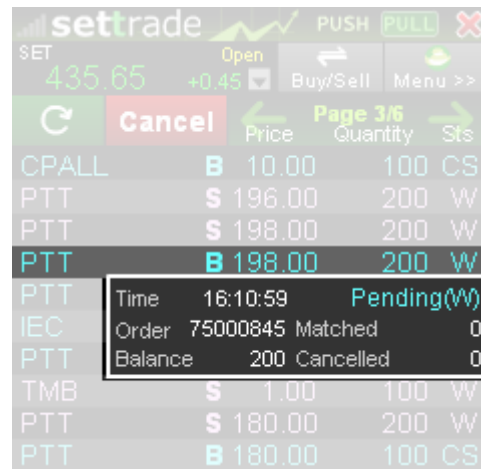 settrade PUSH PULL
SET Open
435.65 +0.45 Buy/Sell Menu >>
Cancel Page 3/6
Price Quantity Sts
CPALL B 10.00 100 CS
PTT S 196.00 200 W
PTT S 198.00 200 W
PTT B 198.00 200 W
PTT
Time 16:10:59 Pending(W)
IEC
Order 75000845 Matched 0
PTT
Balance 200 Cancelled 0
TMB S 1.00 100 W
PTT S 180.00 200 W
PTT B 180.00 100 CS